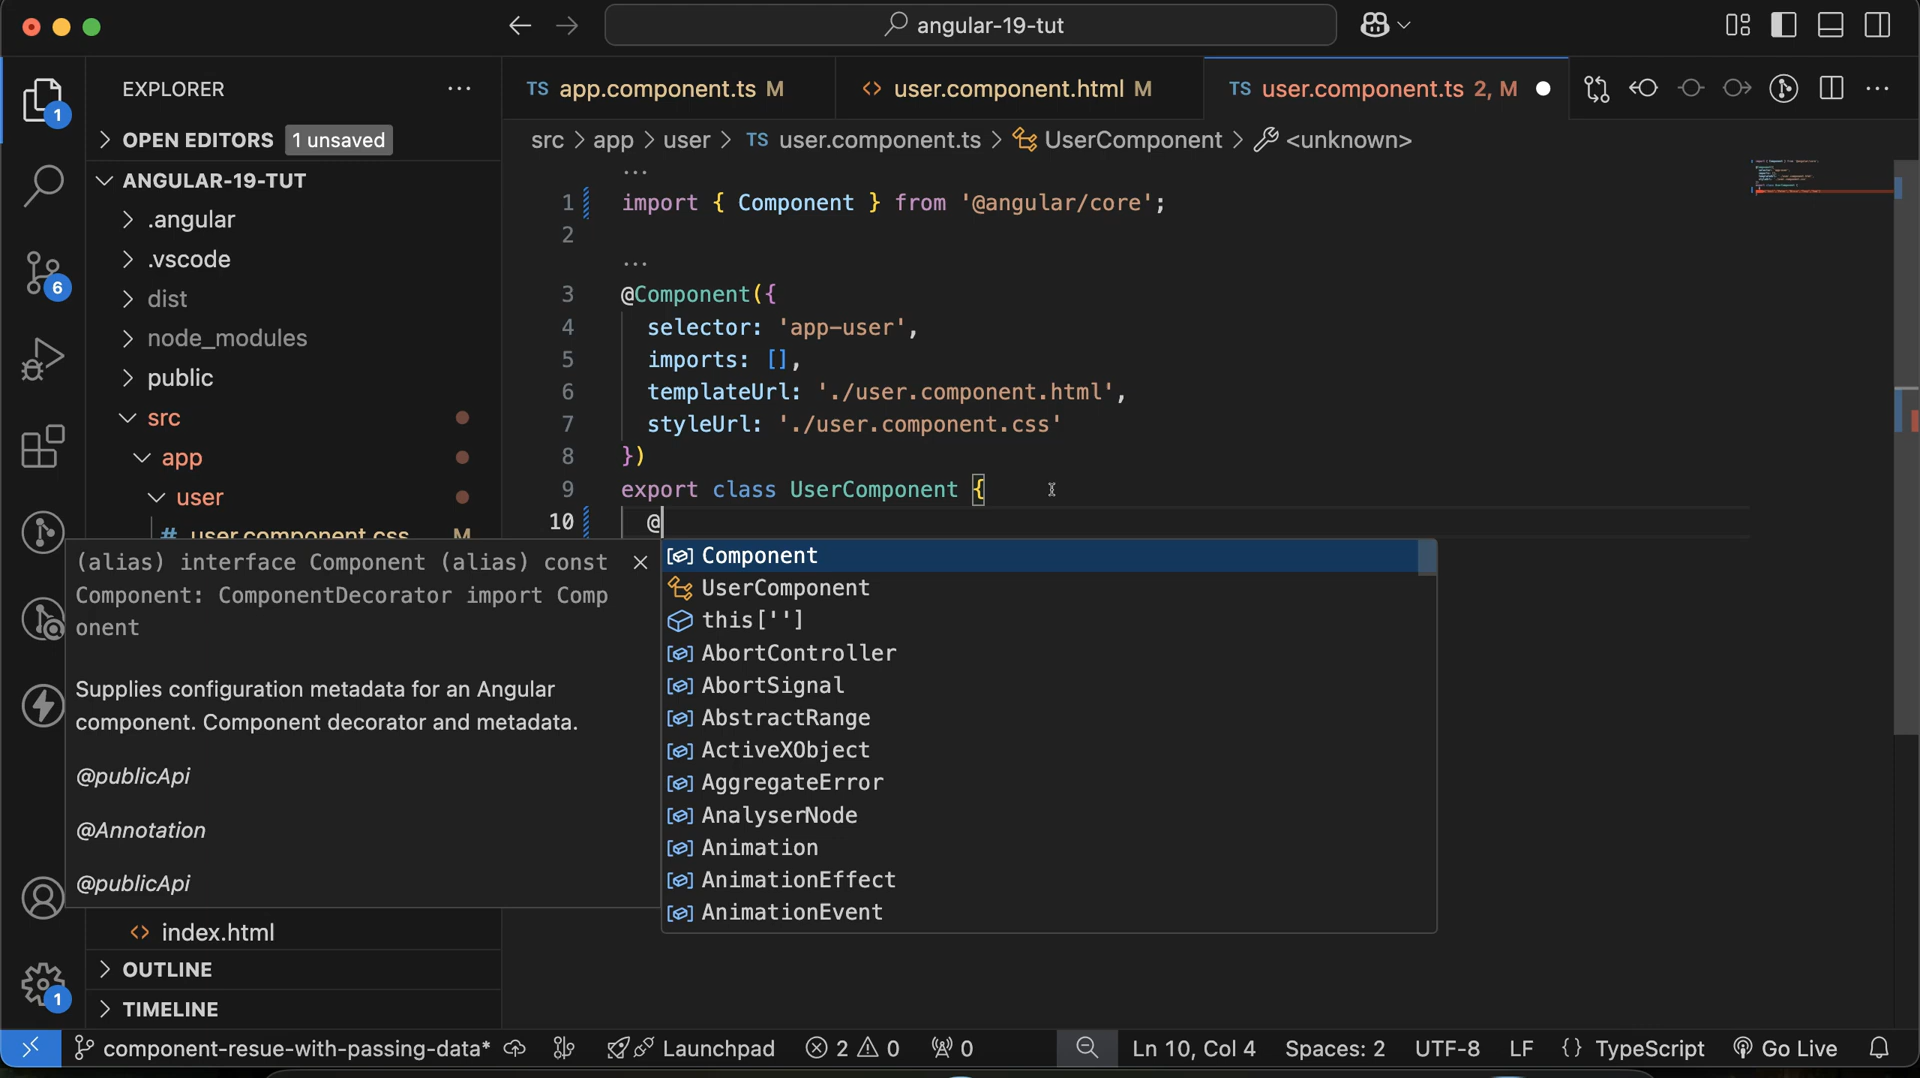 angular-19-tut
EXPLORER
OPEN EDITORS 1 unsaved
ANGULAR-19-TUT
.angular
.vscode
dist
node_modules
public
src
app
user
# user.component.css M
1
6
1
TS app.component.ts M
<> user.component.html M
TS user.component.ts 2, M
src > app > user > TS user.component.ts > UserComponent > <unknown>
...
1 import { Component } from '@angular/core';
2
...
3 @Component({
4 selector: 'app-user',
5 imports: [],
6 templateUrl: './user.component.html',
7 styleUrl: './user.component.css'
8 })
9 export class UserComponent {
10 @
(alias) interface Component (alias) const
Component: ComponentDecorator import Comp
onent
Supplies configuration metadata for an Angular
component. Component decorator and metadata.
@publicApi
@Annotation
@publicApi
Component
UserComponent
this['']
AbortController
AbortSignal
AbstractRange
ActiveXObject
AggregateError
AnalyserNode
Animation
AnimationEffect
AnimationEvent
<> index.html
OUTLINE
TIMELINE
component-resue-with-passing-data* Launchpad 2 0 0 Ln 10, Col 4 Spaces: 2 UTF-8 LF {} TypeScript Go Live